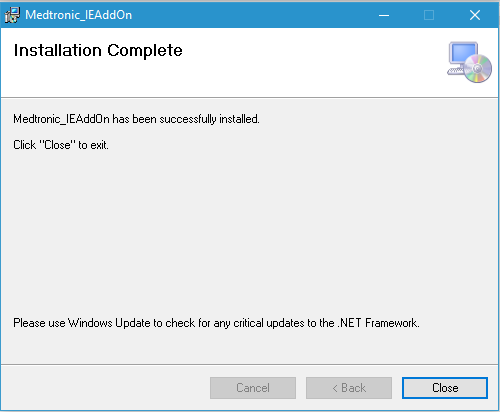 Medtronic_IEAddOn
Installation Complete
Medtronic_IEAddOn has been successfully installed.
Click "Close" to exit.
Please use Windows Update to check for any critical updates to the .NET Framework.
Cancel
< Back
Close